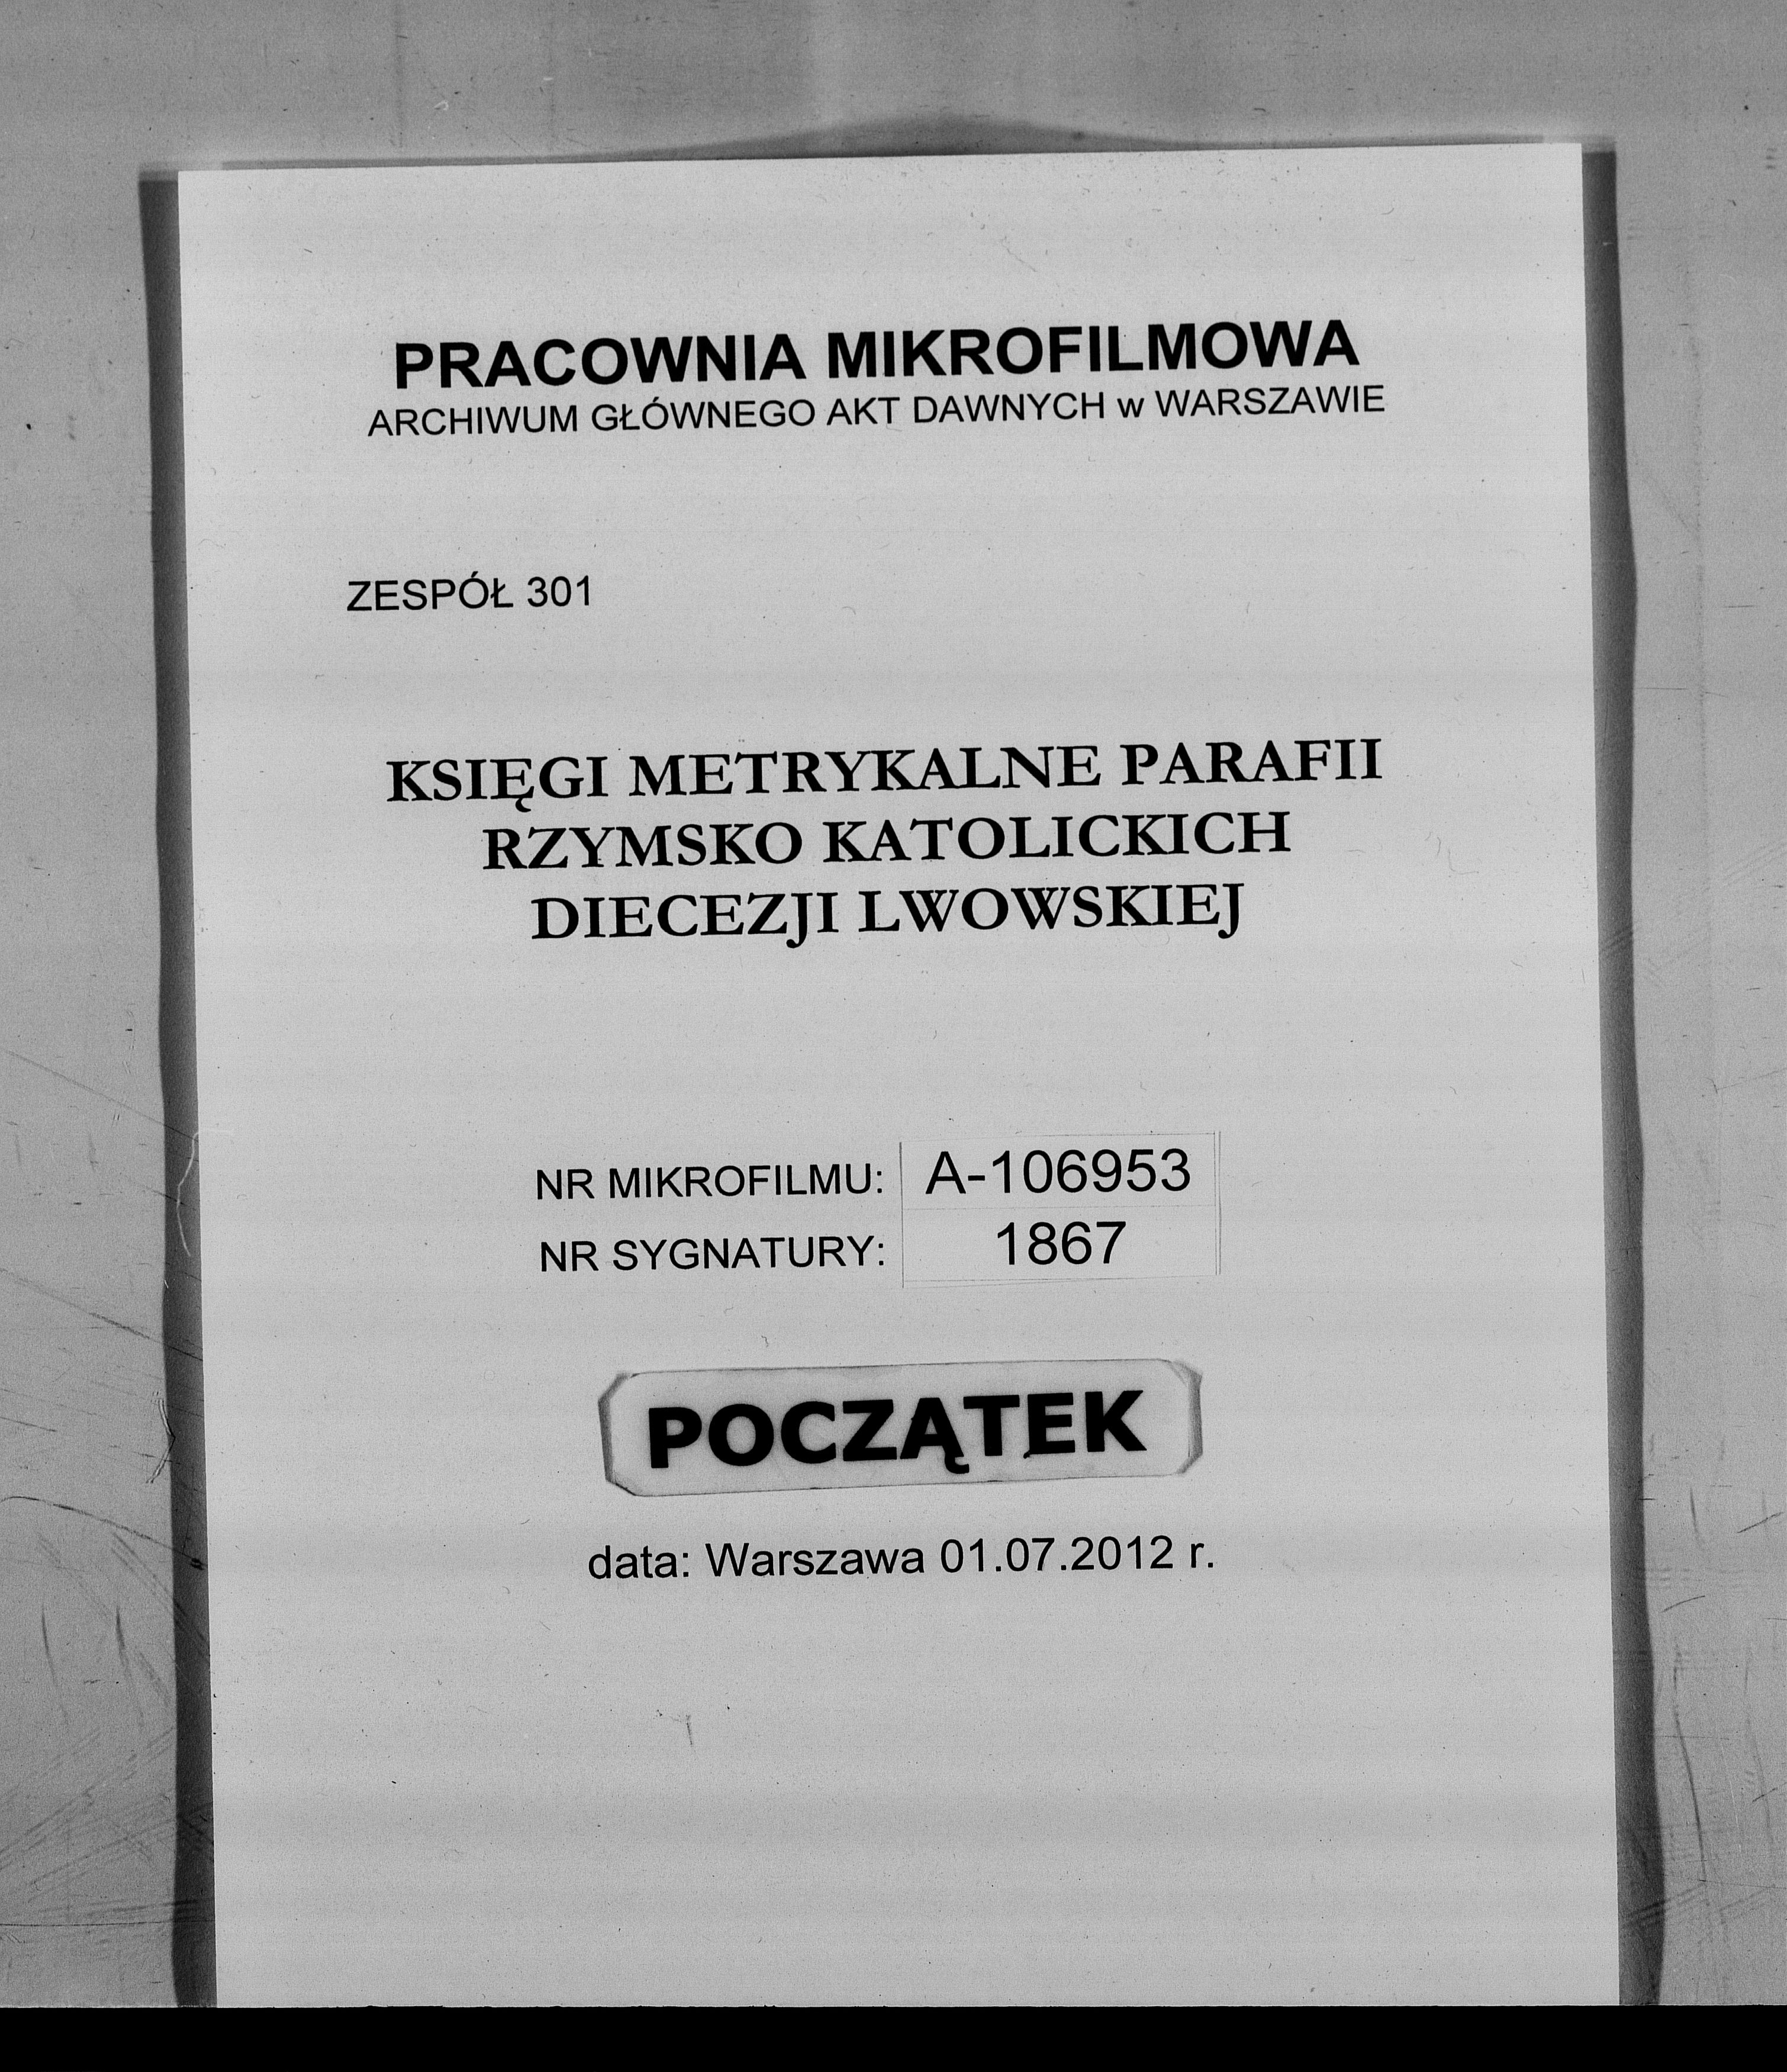 PRACOWNIA MIKROFILMOWA
ARCHIWUM GŁÓWNEGO AKT DAWNYCH w WARSZAWIE
ZESPÓŁ 301
KSIĘGI METRYKALNE PARAFII
RZYMSKO KATOLICKICH
DIECEZJI LWOWSKIEJ
NR MIKROFILMU: A-106953
NR SYGNATURY: 1867
POCZĄTEK
data: Warszawa 01.07.2012 r.